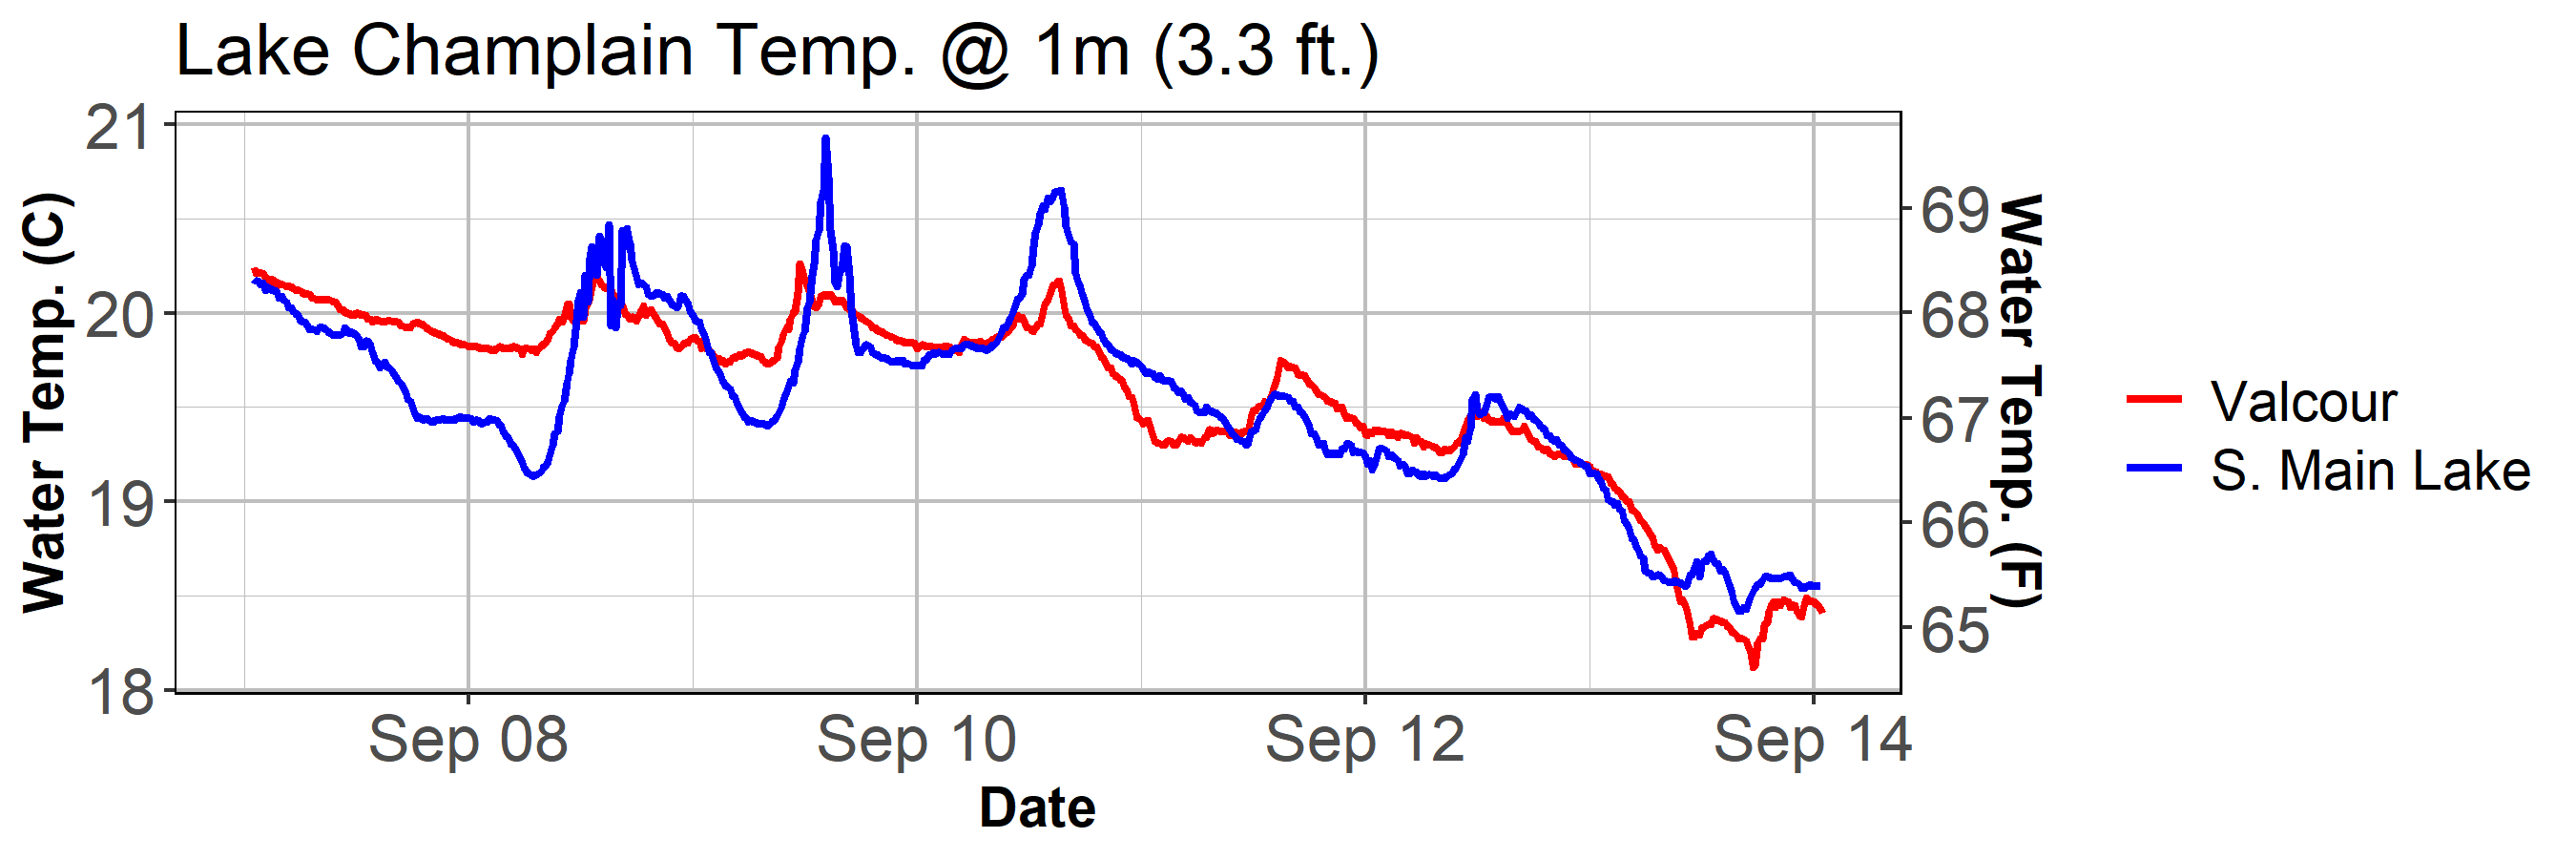 Lake Champlain Temp. @ 1m (3.3 ft.)
Water Temp. (C)
21
20
19
18
69
68
67
66
65
Water Temp. (F)
Sep 08
Sep 10
Sep 12
Sep 14
Date
Valcour
S. Main Lake